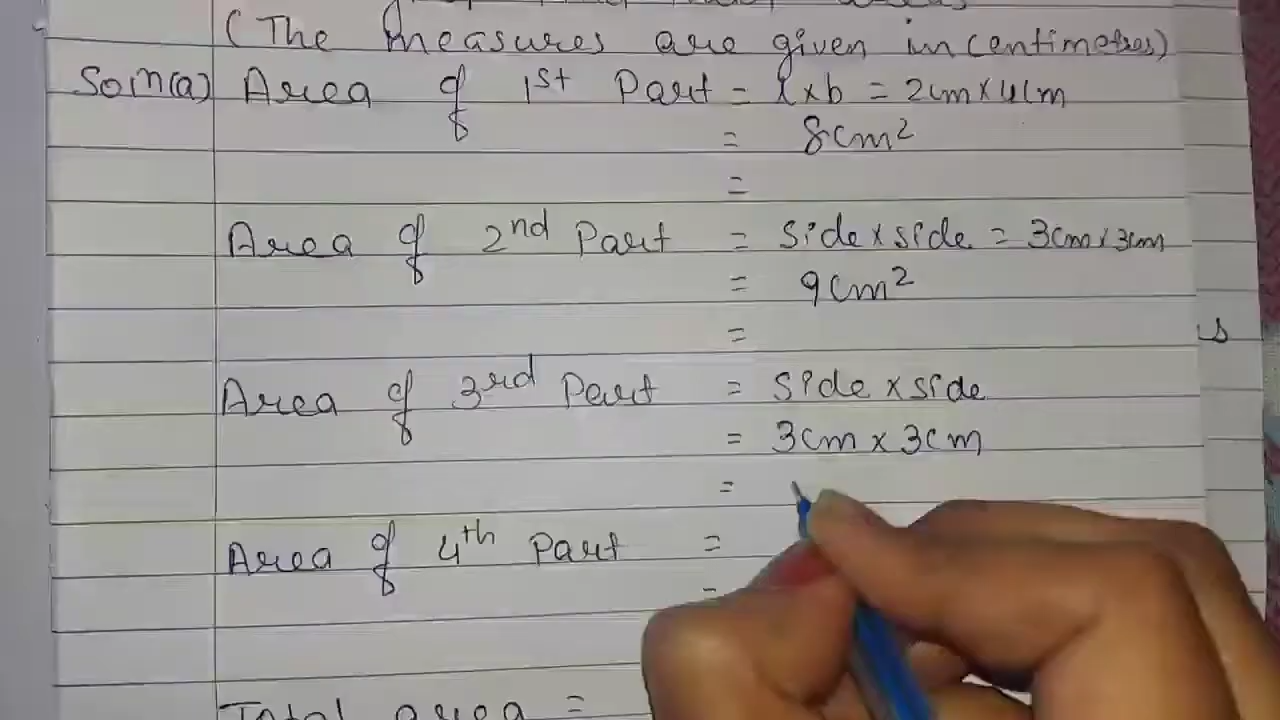 (The measures are given in centimetres)
Soln(a) Area of 1st Part = l×b = 2cm×4cm
= 8cm²
=
Area of 2nd Part = side×side = 3cm×3cm
= 9cm²
=
Area of 3rd Part = side×side
= 3cm×3cm
=
Area of 4th Part =
=
Total area =